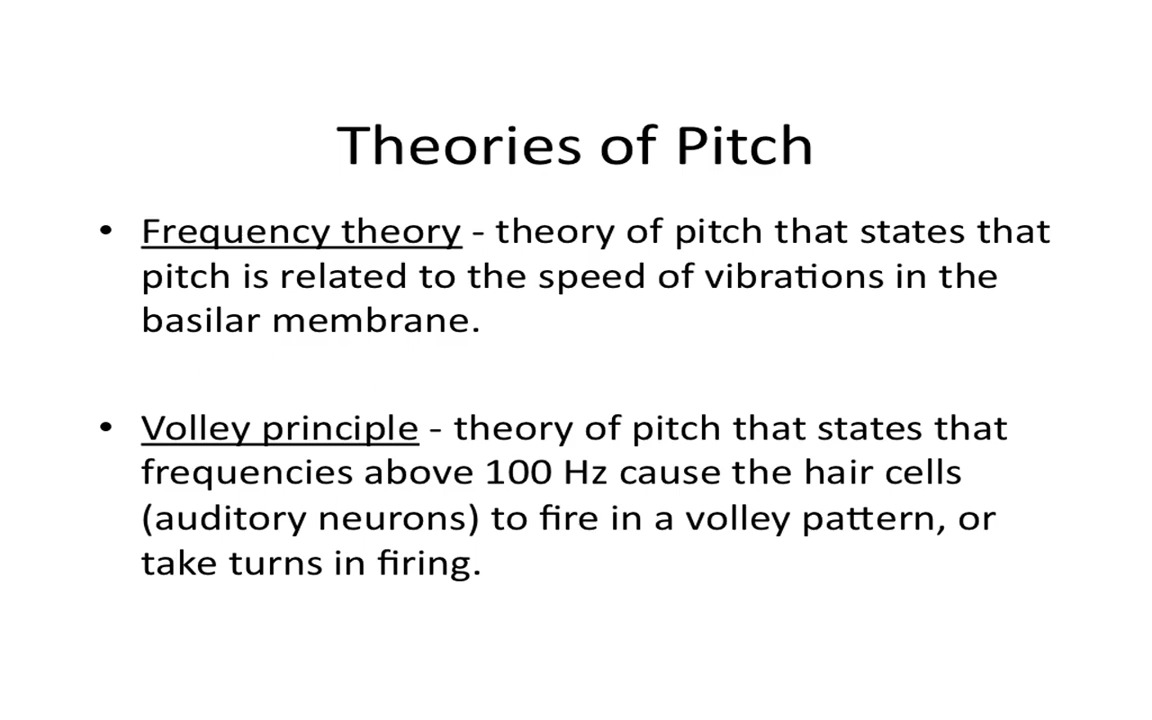 Theories of Pitch
• Frequency theory - theory of pitch that states that
pitch is related to the speed of vibrations in the
basilar membrane.
• Volley principle - theory of pitch that states that
frequencies above 100 Hz cause the hair cells
(auditory neurons) to fire in a volley pattern, or
take turns in firing.